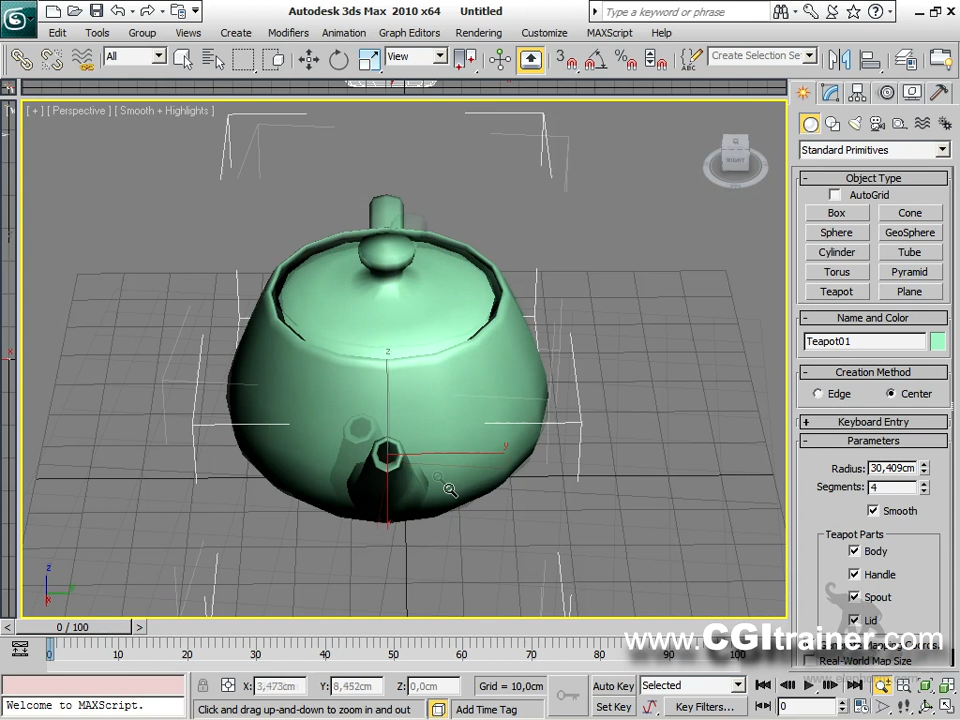 Autodesk 3ds Max 2010 x64 Untitled
Type a keyword or phrase
Edit Tools Group Views Create Modifiers Animation Graph Editors Rendering Customize MAXScript Help
All View 3 Create Selection Se
[ + ] [ Perspective ] [ Smooth + Highlights ]
RIGHT
Standard Primitives
- Object Type
AutoGrid
Box Cone
Sphere GeoSphere
Cylinder Tube
Torus Pyramid
Teapot Plane
- Name and Color
Teapot01
- Creation Method
Edge Center
+ Keyboard Entry
- Parameters
Radius: 30,409cm
Segments: 4
Smooth
Teapot Parts
Body
Handle
Spout
Lid
Real-World Map Size
z
y
z
x
x
< 0 / 100 >
0 10 20 30 40 50 60 70 80 90 100
www.CGItrainer.com
X: 3,473cm Y: 8,452cm Z: 0,0cm Grid = 10,0cm Auto Key Selected
Welcome to MAXScript. Click and drag up-and-down to zoom in and out Add Time Tag Set Key Key Filters... 0